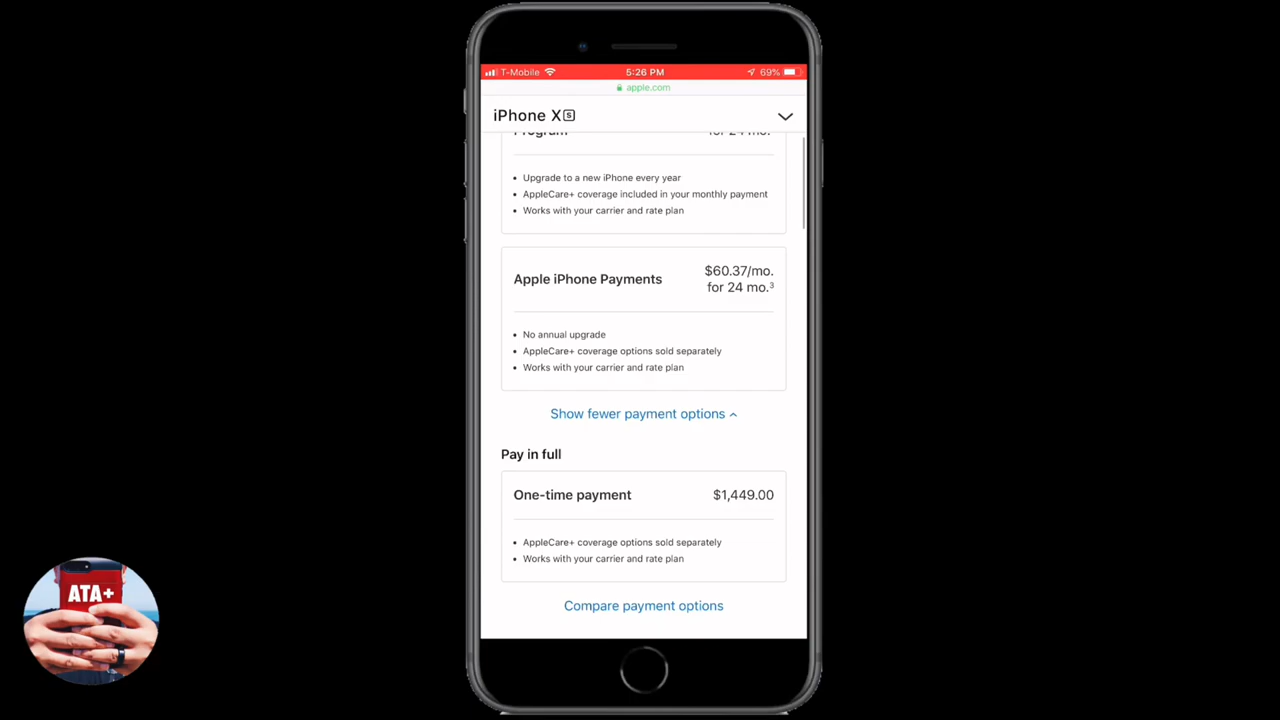 T-Mobile 5:26 PM 69%
apple.com
iPhone XS
Program for 24 mo.
Upgrade to a new iPhone every year
AppleCare+ coverage included in your monthly payment
Works with your carrier and rate plan
Apple iPhone Payments $60.37/mo.
for 24 mo.³
No annual upgrade
AppleCare+ coverage options sold separately
Works with your carrier and rate plan
Show fewer payment options
Pay in full
One-time payment $1,449.00
AppleCare+ coverage options sold separately
Works with your carrier and rate plan
Compare payment options
ATA+